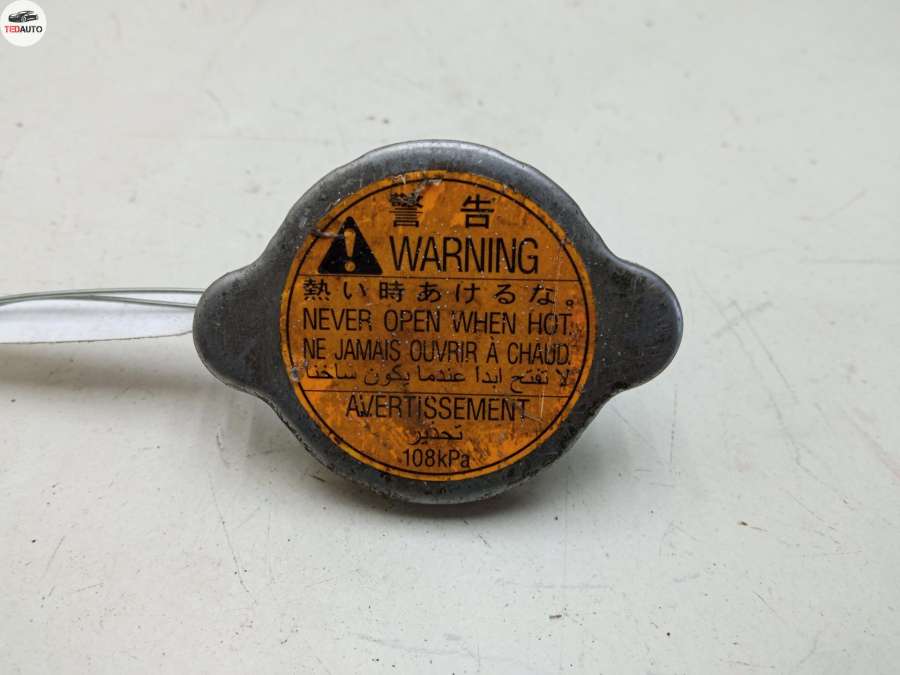 TEDAUTO
警告
WARNING
熱い時あけるな。
NEVER OPEN WHEN HOT.
NE JAMAIS OUVRIR À CHAUD.
لا تفتح ابدا عندما يكون ساخنا
AVERTISSEMENT
تحذير
108kPa